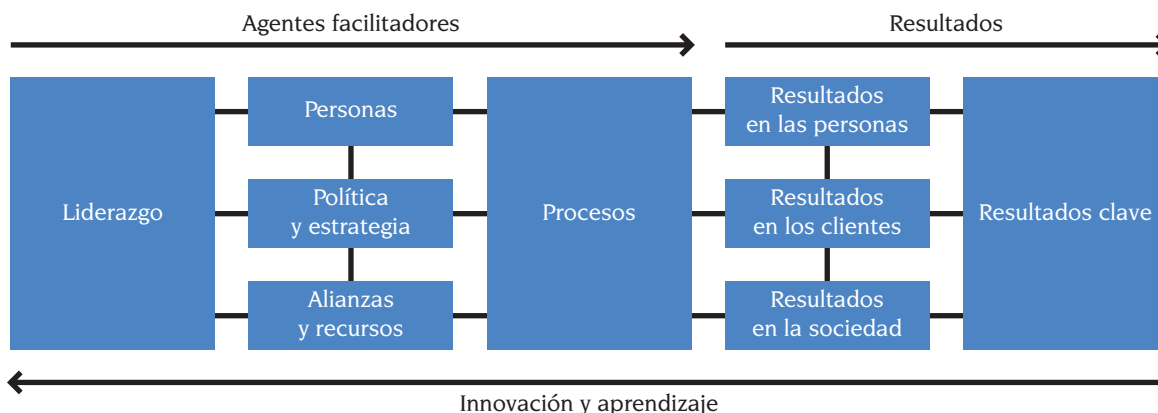 Agentes facilitadores
Resultados
Liderazgo
Personas
Política
y estrategia
Alianzas
y recursos
Procesos
Resultados
en las personas
Resultados
en los clientes
Resultados
en la sociedad
Resultados clave
Innovación y aprendizaje